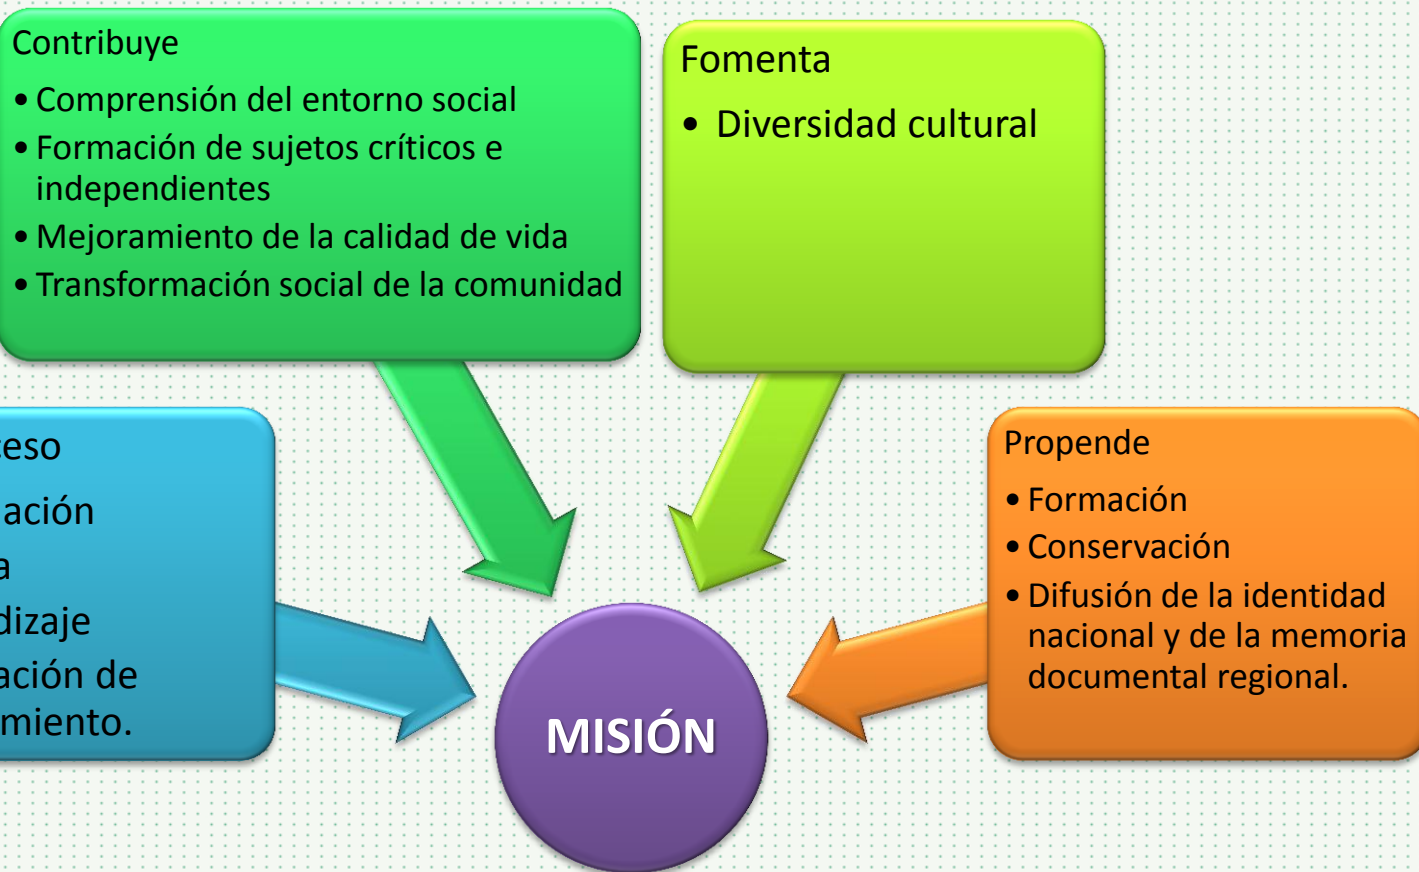 Contribuye
• Comprensión del entorno social
• Formación de sujetos críticos e
independientes
• Mejoramiento de la calidad de vida
• Transformación social de la comunidad
Fomenta
• Diversidad cultural
de
Propende
• Formación
• Conservación
• Difusión de la identidad
nacional y de la memoria
documental regional.
MISIÓN